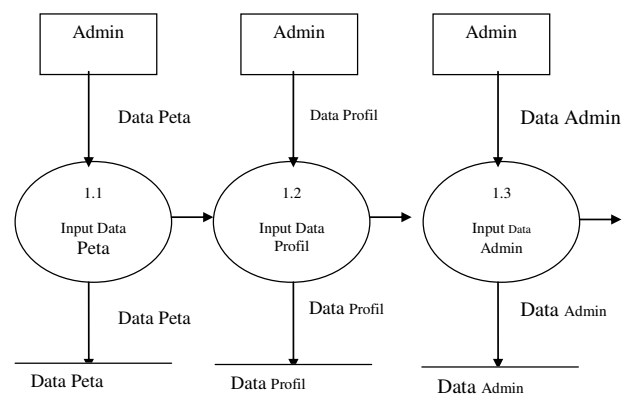 Admin
Admin
Admin
Data Peta
Data Profil
Data Admin
1.1
Input Data
Peta
1.2
Input Data
Profil
1.3
Input Data
Admin
Data Peta
Data Profil
Data Admin
Data Peta
Data Profil
Data Admin